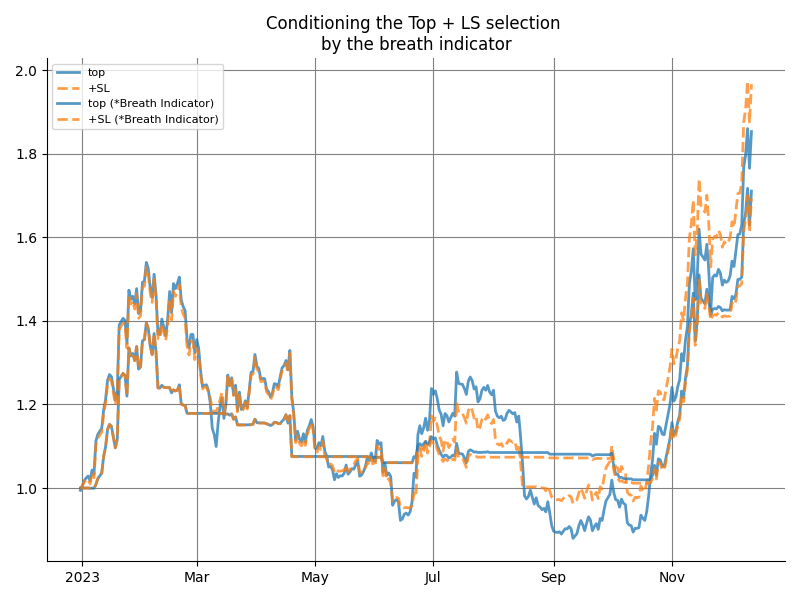 Conditioning the Top + LS selection
by the breath indicator
top
+SL
top (*Breath Indicator)
+SL (*Breath Indicator)
2.0
1.8
1.6
1.4
1.2
1.0
2023
Mar
May
Jul
Sep
Nov